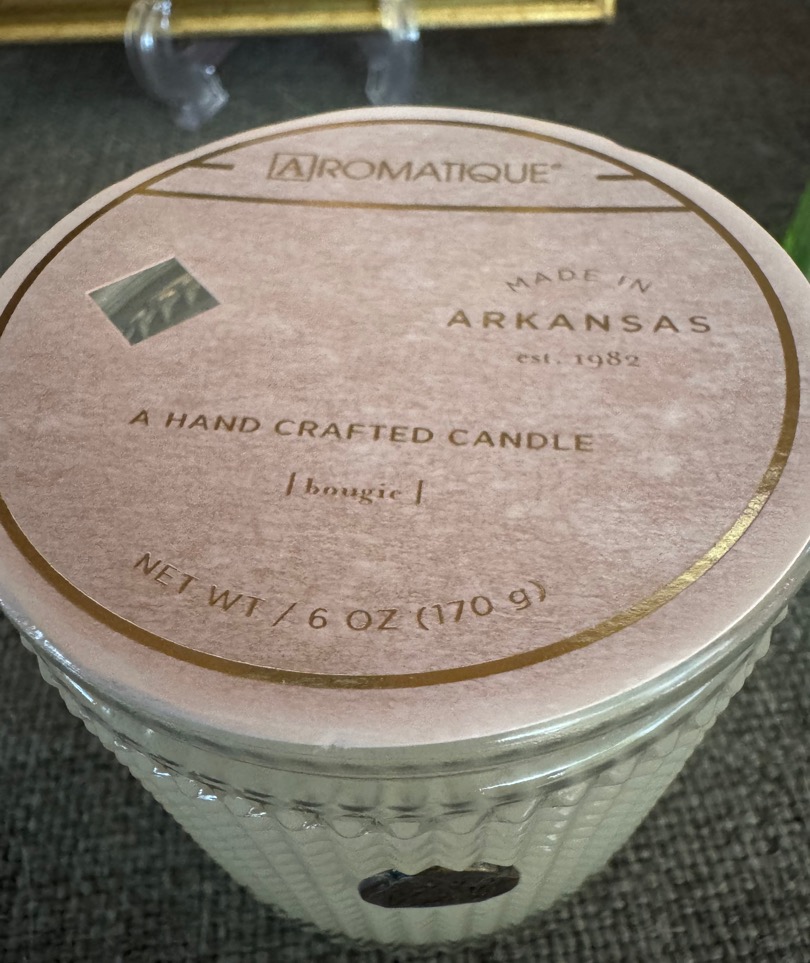 AROMATIQUE®
MADE IN
ARKANSAS
est. 1982
A HAND CRAFTED CANDLE
[bougie]
NET WT / 6 OZ (170 g)